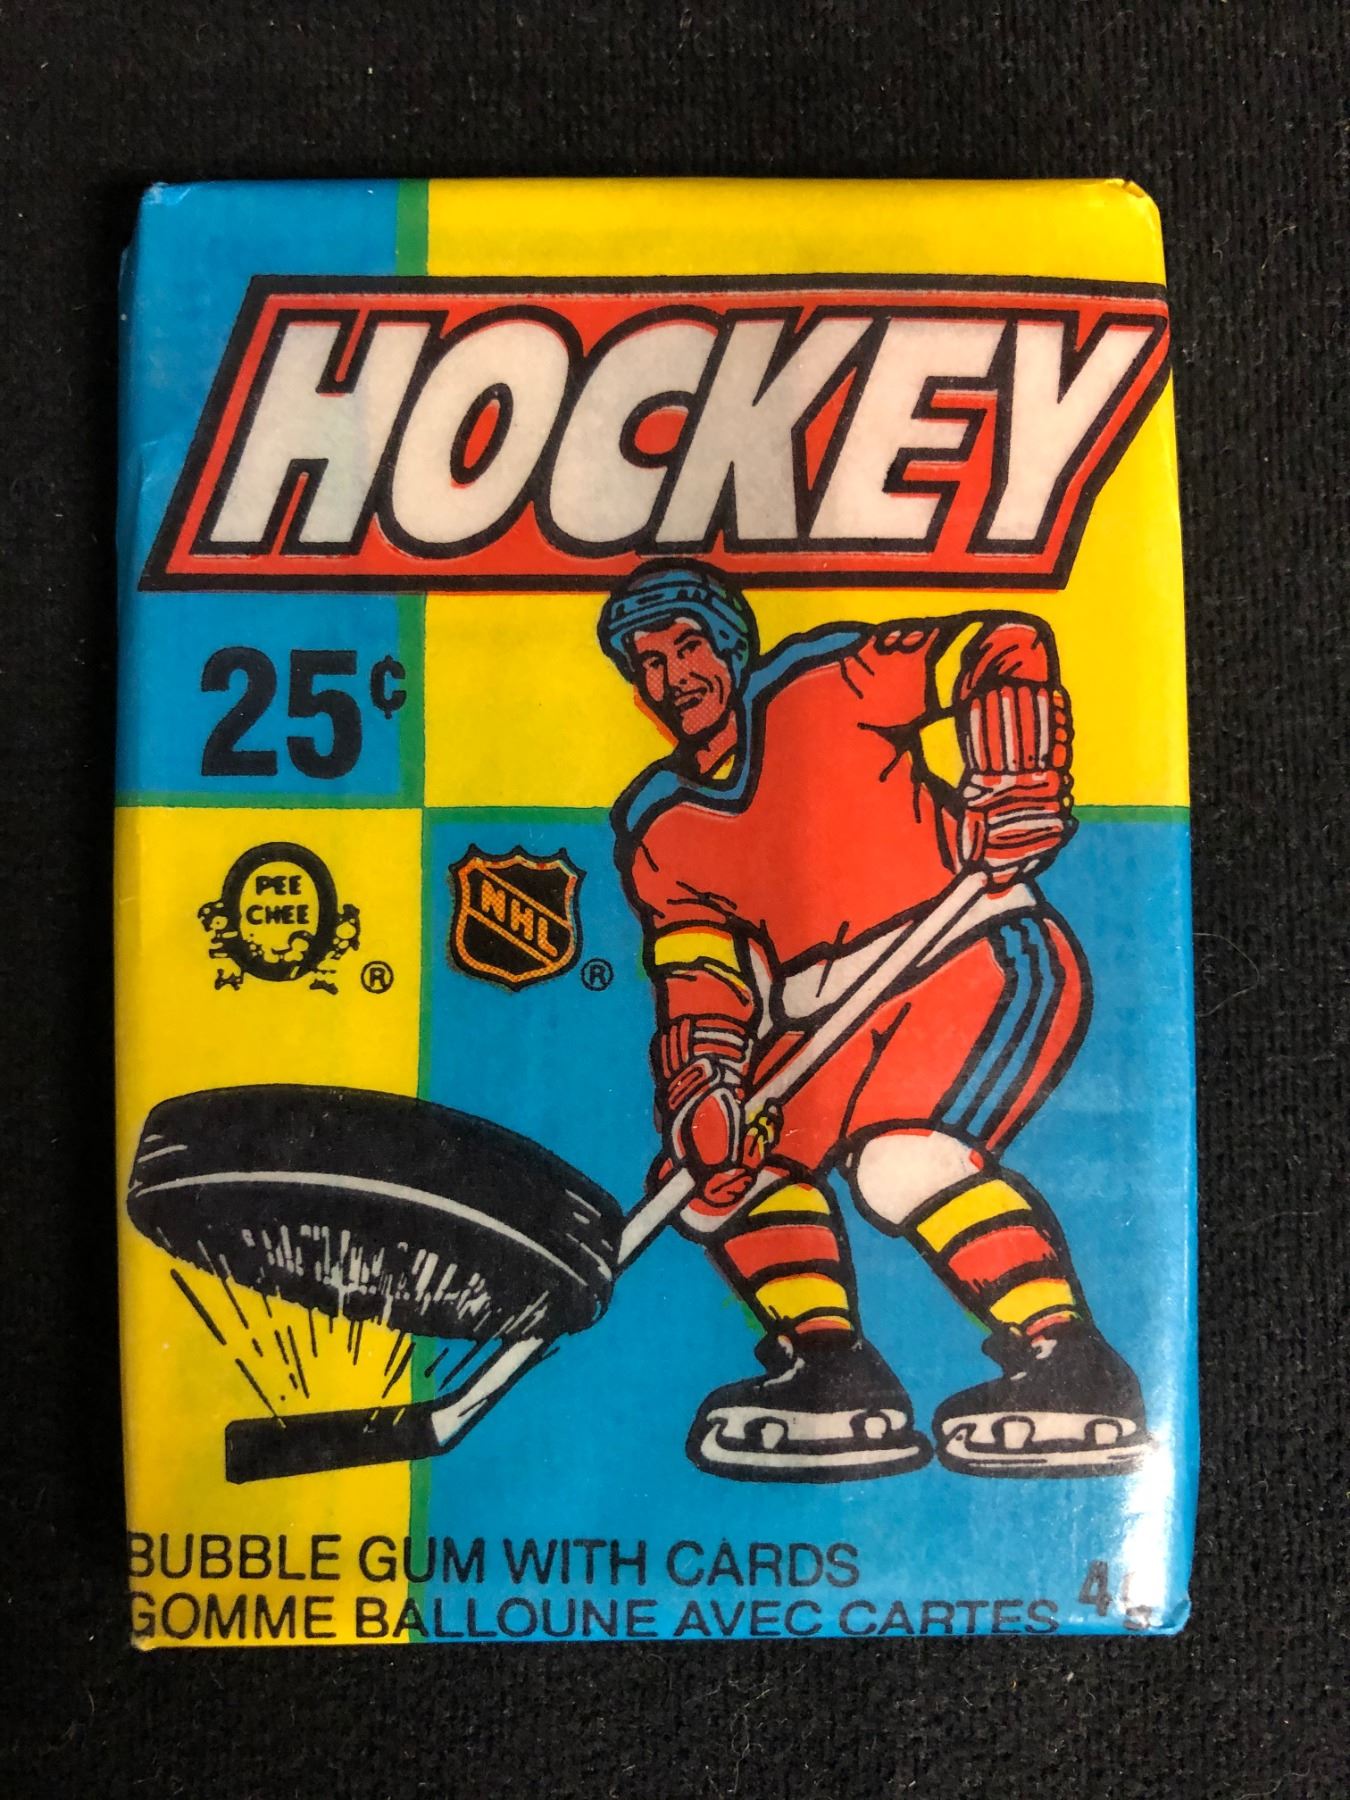 HOCKEY
25¢
PEE
CHEE
®
NHL
®
BUBBLE GUM WITH CARDS
GOMME BALLOUNE AVEC CARTES